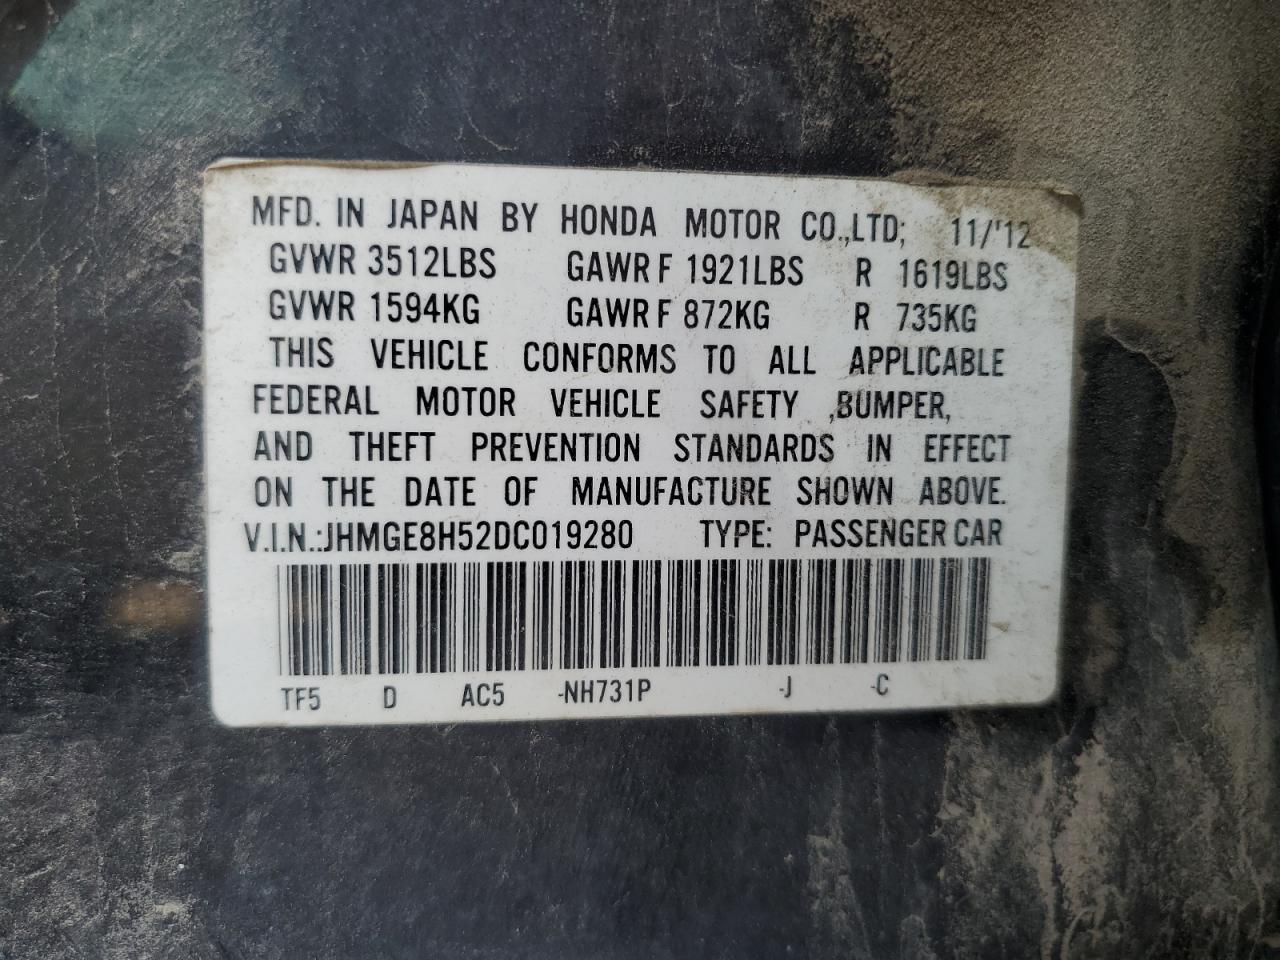 MFD. IN JAPAN BY HONDA MOTOR CO.,LTD; 11/'12
GVWR 3512LBS GAWR F 1921LBS R 1619LBS
GVWR 1594KG GAWR F 872KG R 735KG
THIS VEHICLE CONFORMS TO ALL APPLICABLE
FEDERAL MOTOR VEHICLE SAFETY ,BUMPER,
AND THEFT PREVENTION STANDARDS IN EFFECT
ON THE DATE OF MANUFACTURE SHOWN ABOVE.
V.I.N.:JHMGE8H52DC019280 TYPE: PASSENGER CAR
TF5 D AC5 -NH731P -J -C